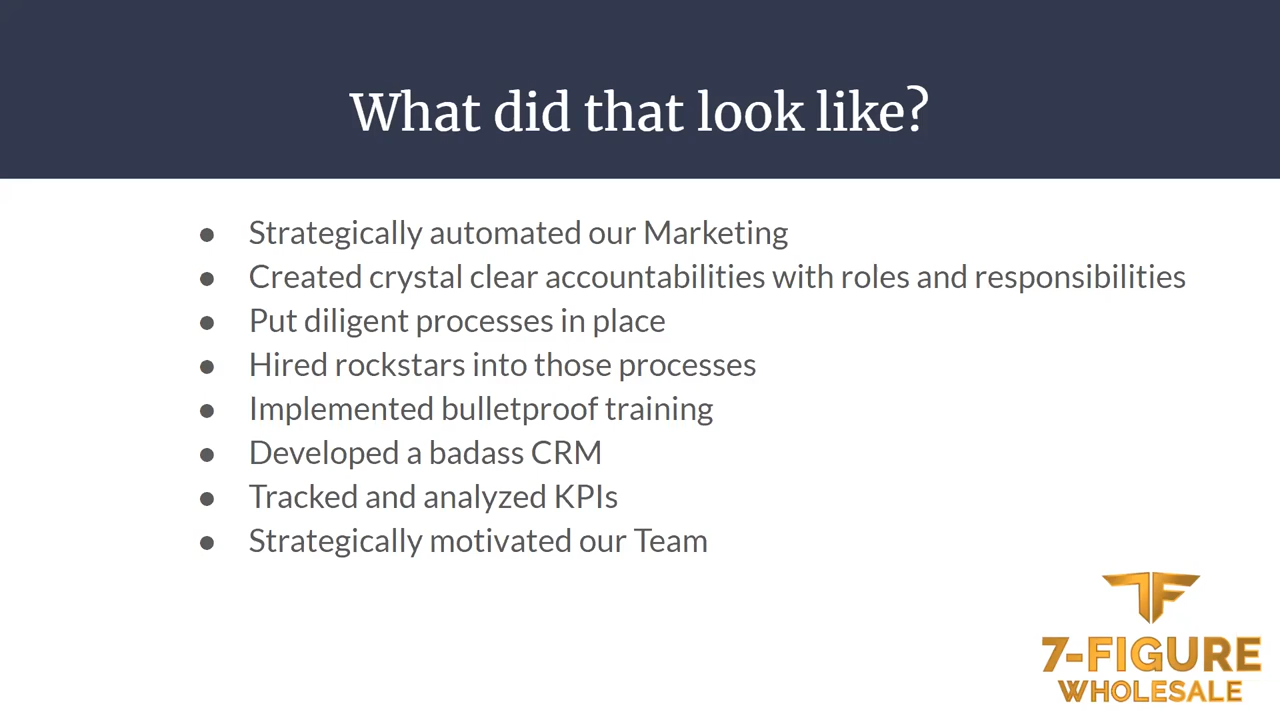 What did that look like?
● Strategically automated our Marketing
● Created crystal clear accountabilities with roles and responsibilities
● Put diligent processes in place
● Hired rockstars into those processes
● Implemented bulletproof training
● Developed a badass CRM
● Tracked and analyzed KPIs
● Strategically motivated our Team
7F
7-FIGURE
WHOLESALE